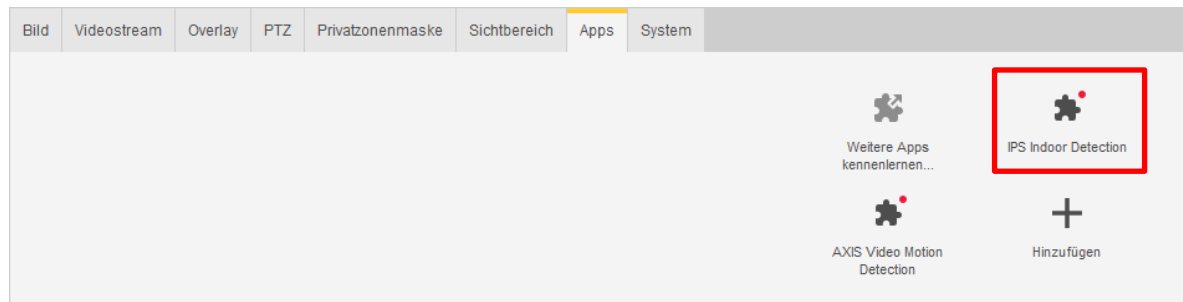 Bild Videostream Overlay PTZ Privatzonenmaske Sichtbereich Apps System
Weitere Apps
kennenlernen...
IPS Indoor Detection
AXIS Video Motion
Detection
Hinzufügen